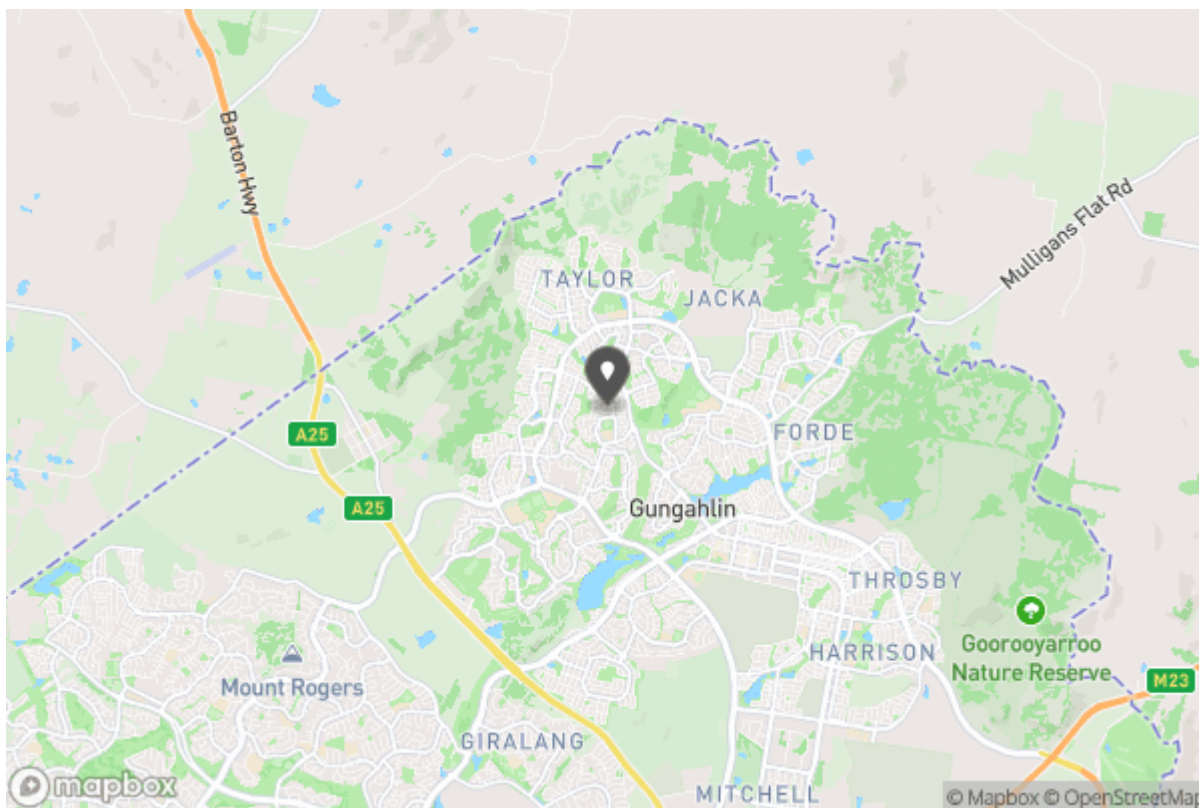 Barton Hwy
Mulligans Flat Rd
TAYLOR
JACKA
A25
FORDE
A25
Gungahlin
THROSBY
Goorooyarroo
Nature Reserve
HARRISON
M23
Mount Rogers
GIRALANG
MITCHELL
mapbox
© Mapbox © OpenStreetMap